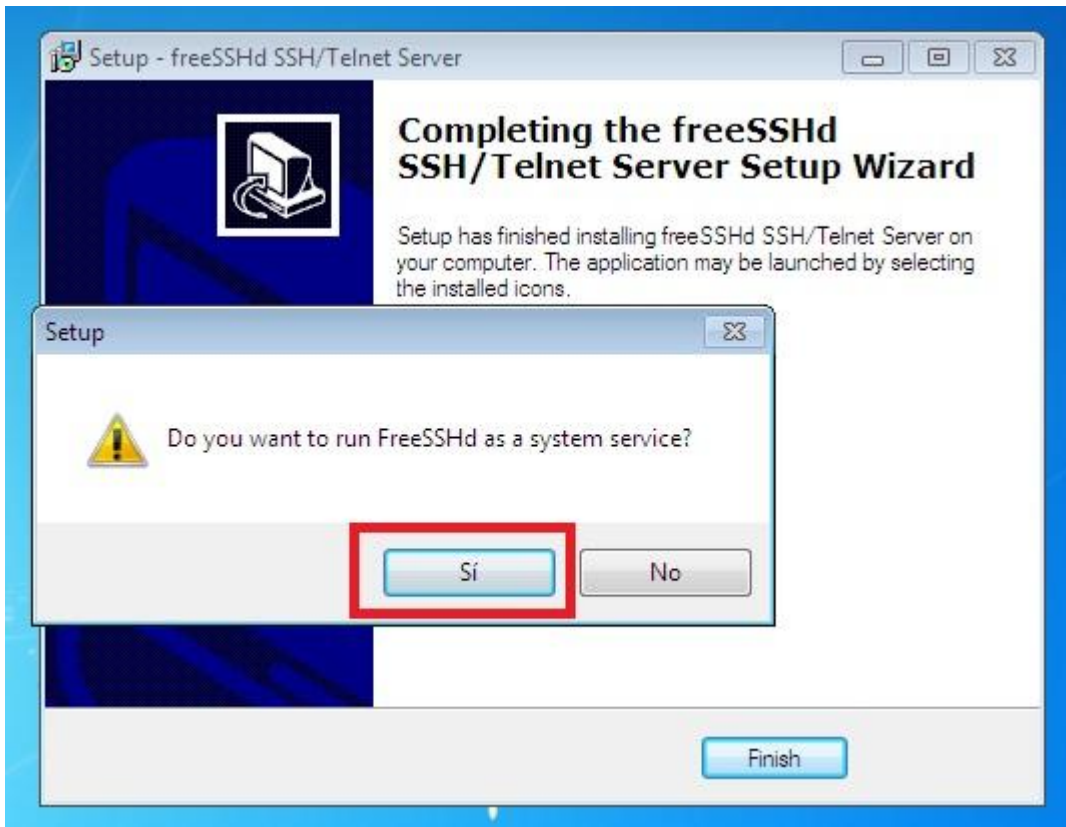 Setup - freeSSHd SSH/Telnet Server
Completing the freeSSHd
SSH/Telnet Server Setup Wizard
Setup has finished installing freeSSHd SSH/Telnet Server on
your computer. The application may be launched by selecting
the installed icons.
Setup
Do you want to run FreeSSHd as a system service?
Sí
No
Finish